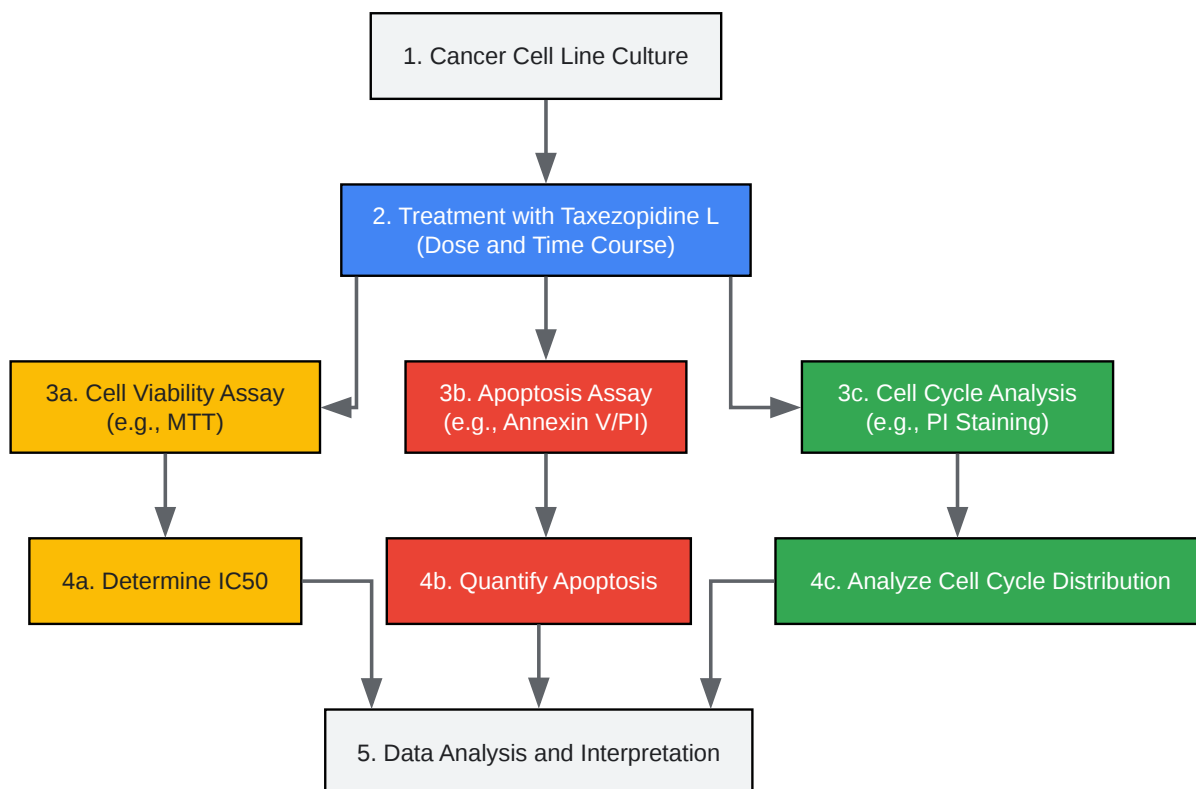 1. Cancer Cell Line Culture
2. Treatment with Taxezopidine L
(Dose and Time Course)
3a. Cell Viability Assay
(e.g., MTT)
3b. Apoptosis Assay
(e.g., Annexin V/PI)
3c. Cell Cycle Analysis
(e.g., PI Staining)
4a. Determine IC50
4b. Quantify Apoptosis
4c. Analyze Cell Cycle Distribution
5. Data Analysis and Interpretation